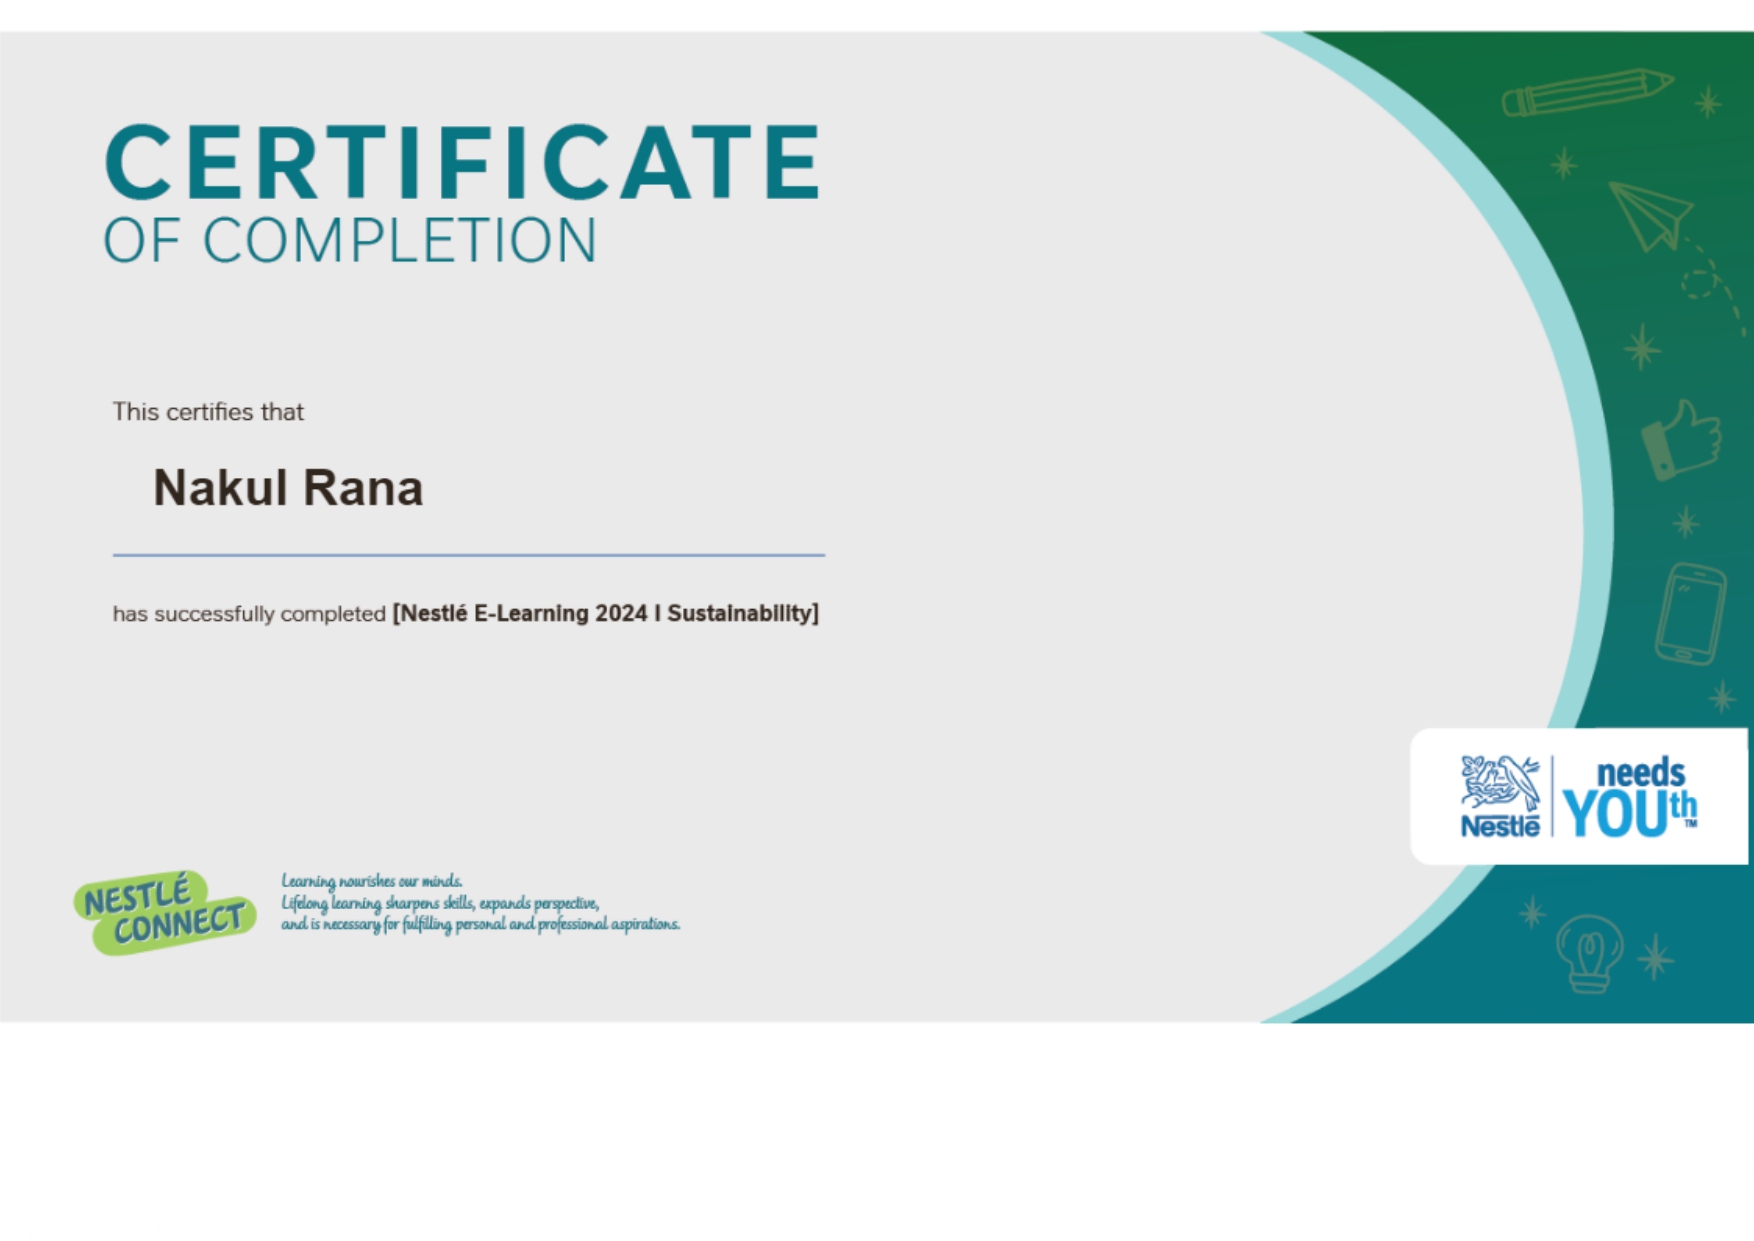 CERTIFICATE
OF COMPLETION
This certifies that
Nakul Rana
has successfully completed [Nestlé E-Learning 2024 I Sustainability]
Nestlé
needs
YOUth™
NESTLÉ
CONNECT
Learning nourishes our minds.
Lifelong learning sharpens skills, expands perspective,
and is necessary for fulfilling personal and professional aspirations.